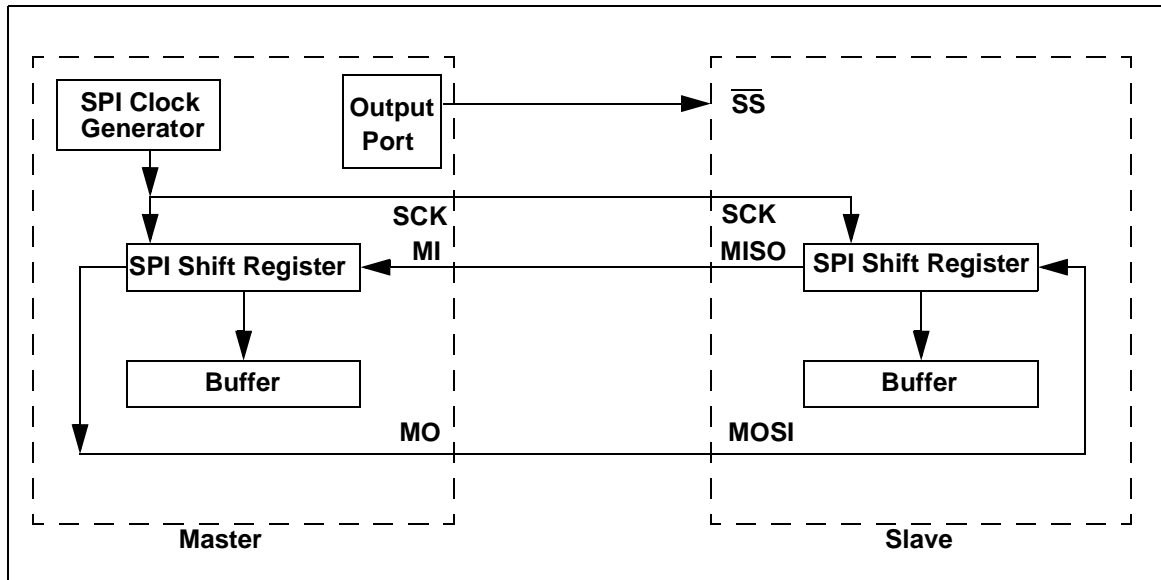 SPI Clock
Generator
Output
Port
SS
SCK
SCK
MI
MISO
SPI Shift Register
SPI Shift Register
Buffer
Buffer
MO
MOSI
Master
Slave